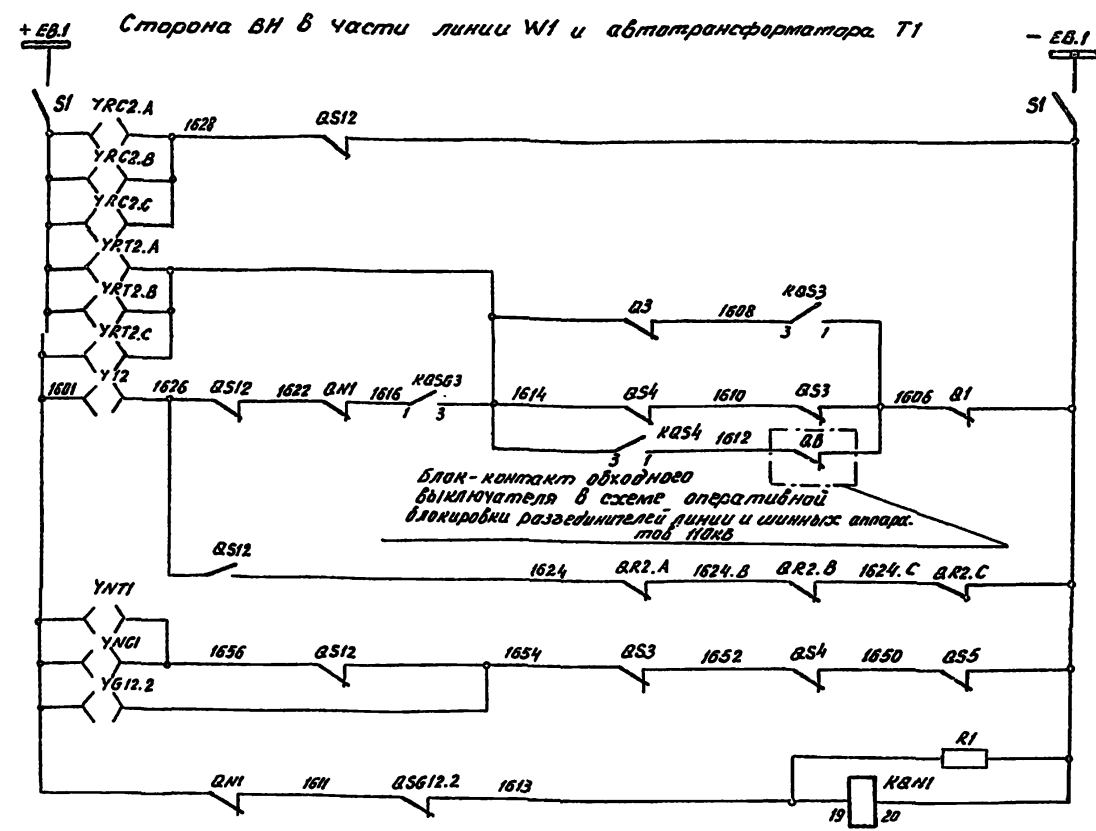 Сторона ВН в части линии W1 и автотрансформатора Т1
+ ЕВ.1
- ЕВ.1
S1
S1
YRC2.A
1628
QS12
YRC2.B
YRC2.C
YRT2.A
YRT2.B
YRT2.C
Q3
1608
KQS3
3
1
1601
Y12
1626
QS12
1622
QN1
1616
KQSG3
1
3
1614
QS4
1610
QS3
1606
Q1
KQS4
3
1
1612
QB
Блок-контакт обходного
выключателя в схеме оперативной
блокировки разъединителей линии и шинных аппара-
тов 110кВ
QS12
1624
QR2.A
1624.B
QR2.B
1624.C
QR2.C
YNT1
YNC1
1656
QS12
1654
QS3
1652
QS4
1650
QS5
YG12.2
R1
QN1
1611
QSG12.2
1613
KQN1
19
20